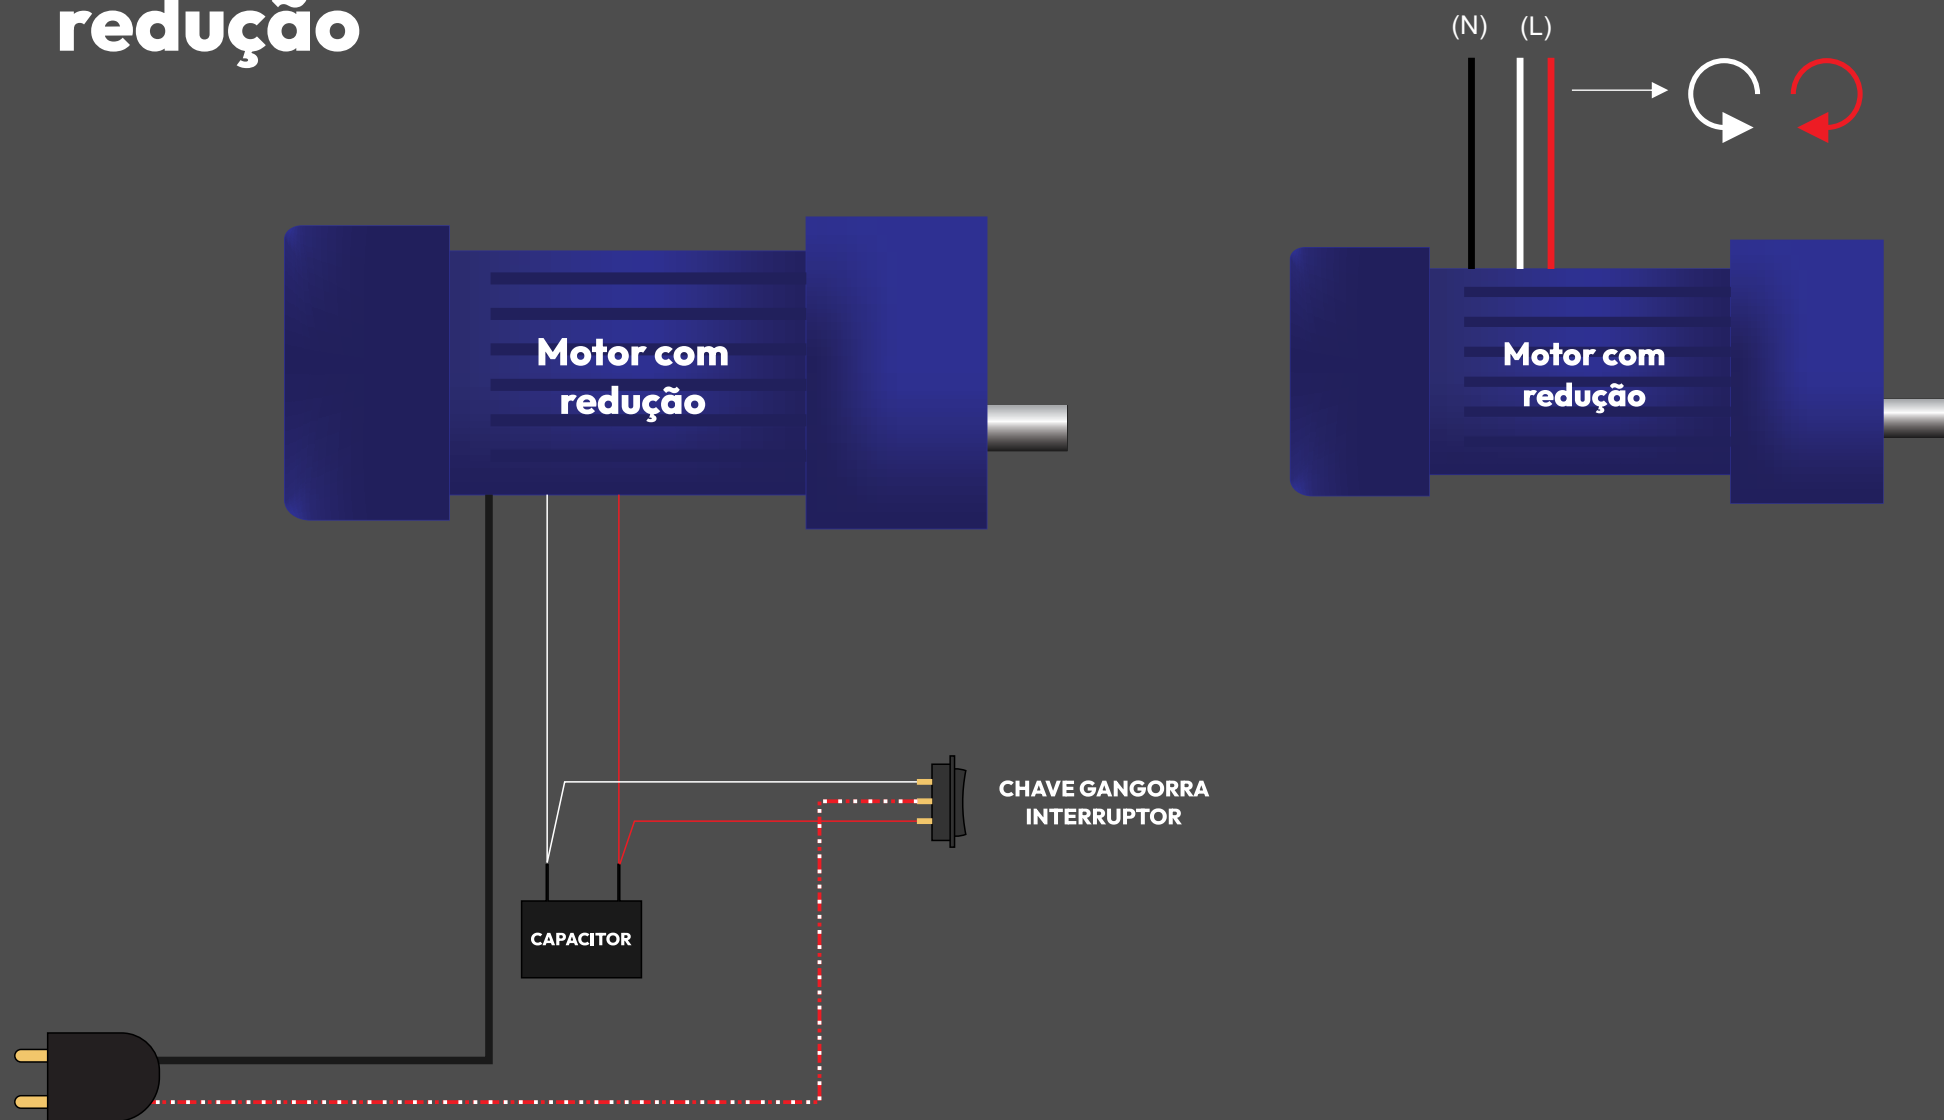 redução
(N) (L)
Motor com
redução
Motor com
redução
CHAVE GANGORRA
INTERRUPTOR
CAPACITOR